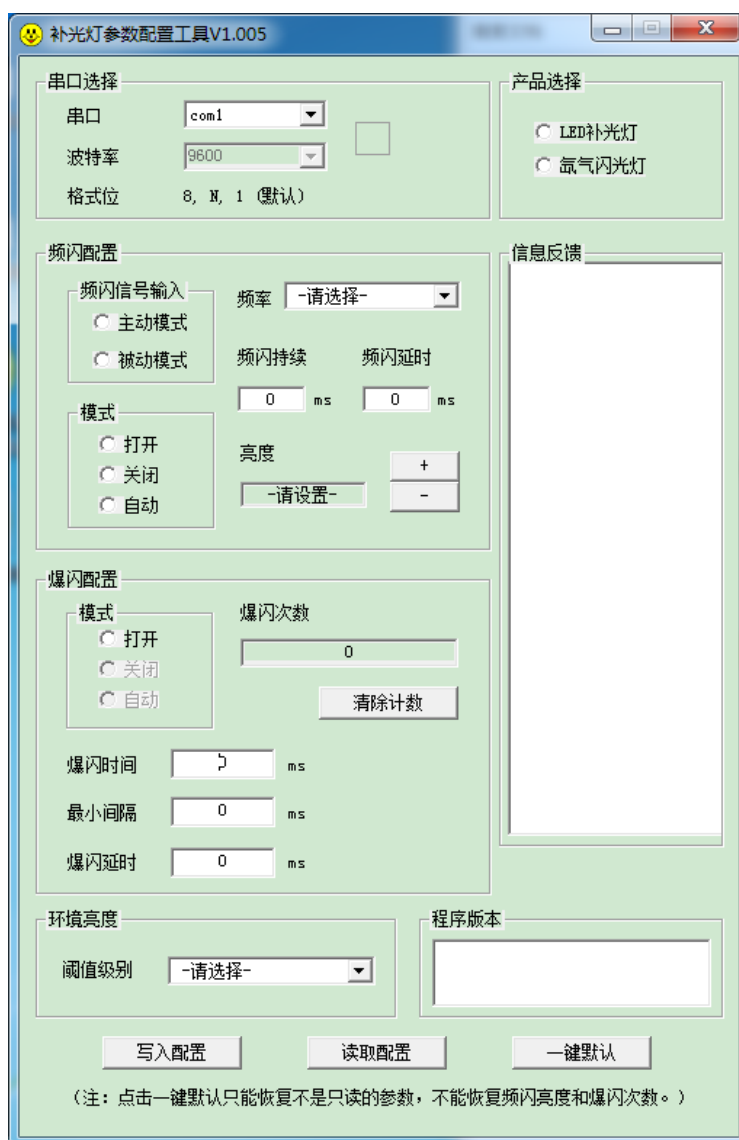 补光灯参数配置工具V1.005
串口选择
串口
com1
波特率
9600
格式位
8, N, 1 (默认)
产品选择
LED补光灯
氙气闪光灯
频闪配置
频闪信号输入
主动模式
被动模式
频率
-请选择-
频闪持续
频闪延时
0 ms
0 ms
模式
打开
关闭
自动
亮度
-请设置-
+
-
信息反馈
爆闪配置
模式
打开
关闭
自动
爆闪次数
0
清除计数
爆闪时间
ms
最小间隔
0 ms
爆闪延时
0 ms
环境亮度
阈值级别
-请选择-
程序版本
写入配置
读取配置
一键默认
(注: 点击一键默认只能恢复不是只读的参数, 不能恢复频闪亮度和爆闪次数。)